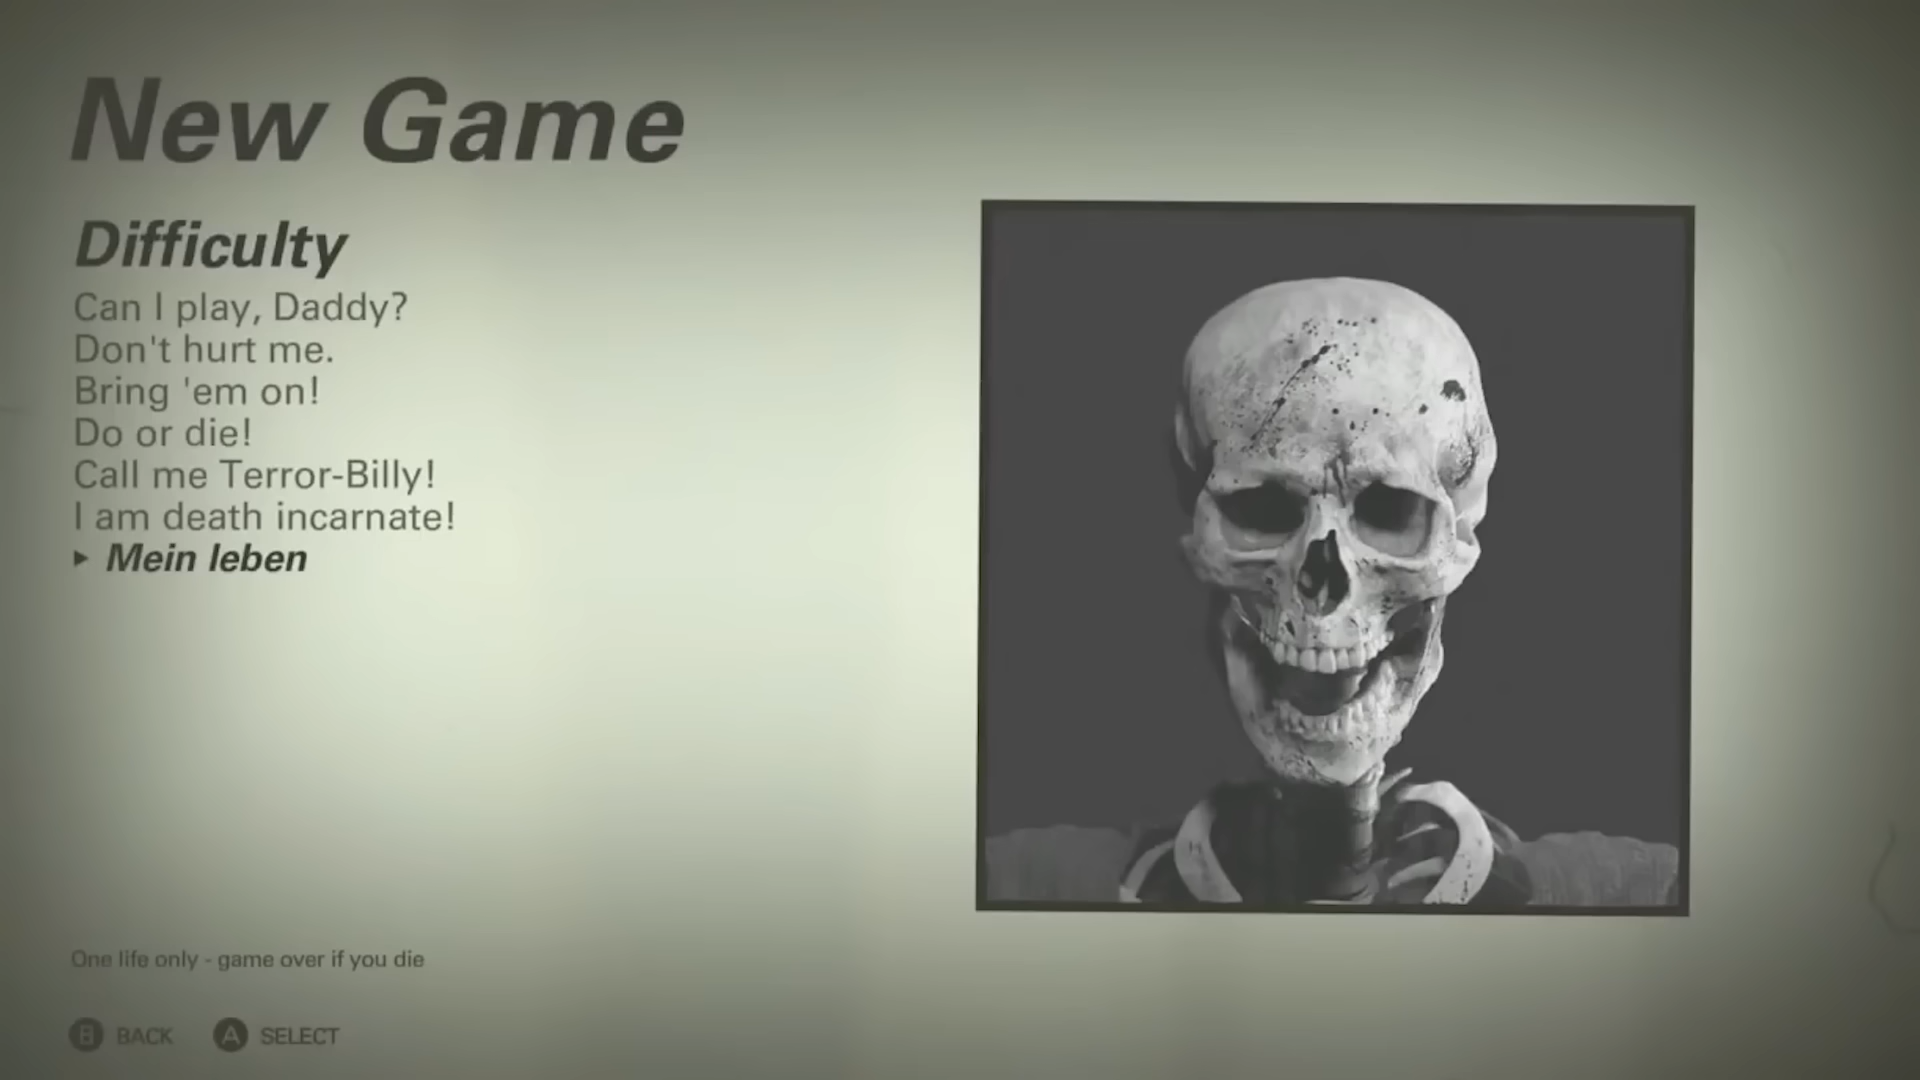 New Game
Difficulty
Can I play, Daddy?
Don't hurt me.
Bring 'em on!
Do or die!
Call me Terror-Billy!
I am death incarnate!
Mein leben
One life only - game over if you die
B BACK A SELECT